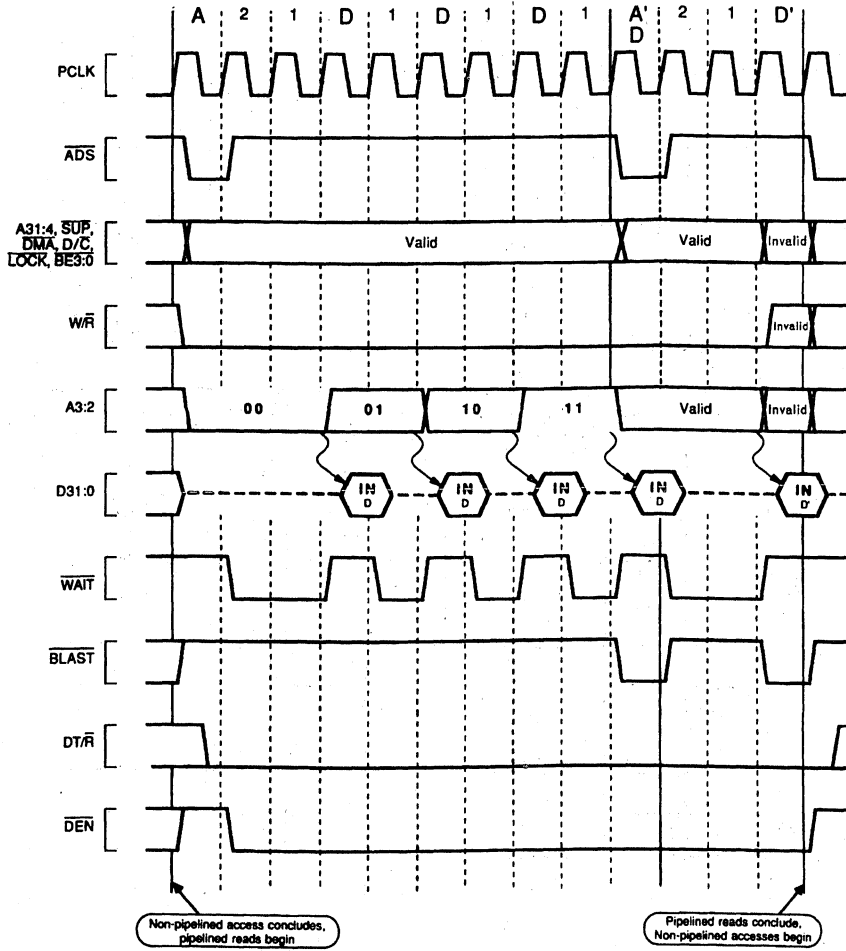 A 2 1 D 1 D 1 D 1 A' 2 1 D'
D
PCLK
ADS
A31:4, SUP,
DMA, D/C,
LOCK, BE3:0
Valid Valid Invalid
W/R
Invalid
A3:2
00 01 10 11 Valid Invalid
D31:0
IN IN IN IN IN
D D D D D'
WAIT
BLAST
DT/R
DEN
Non-pipelined access concludes,
pipelined reads begin
Pipelined reads conclude,
Non-pipelined accesses begin